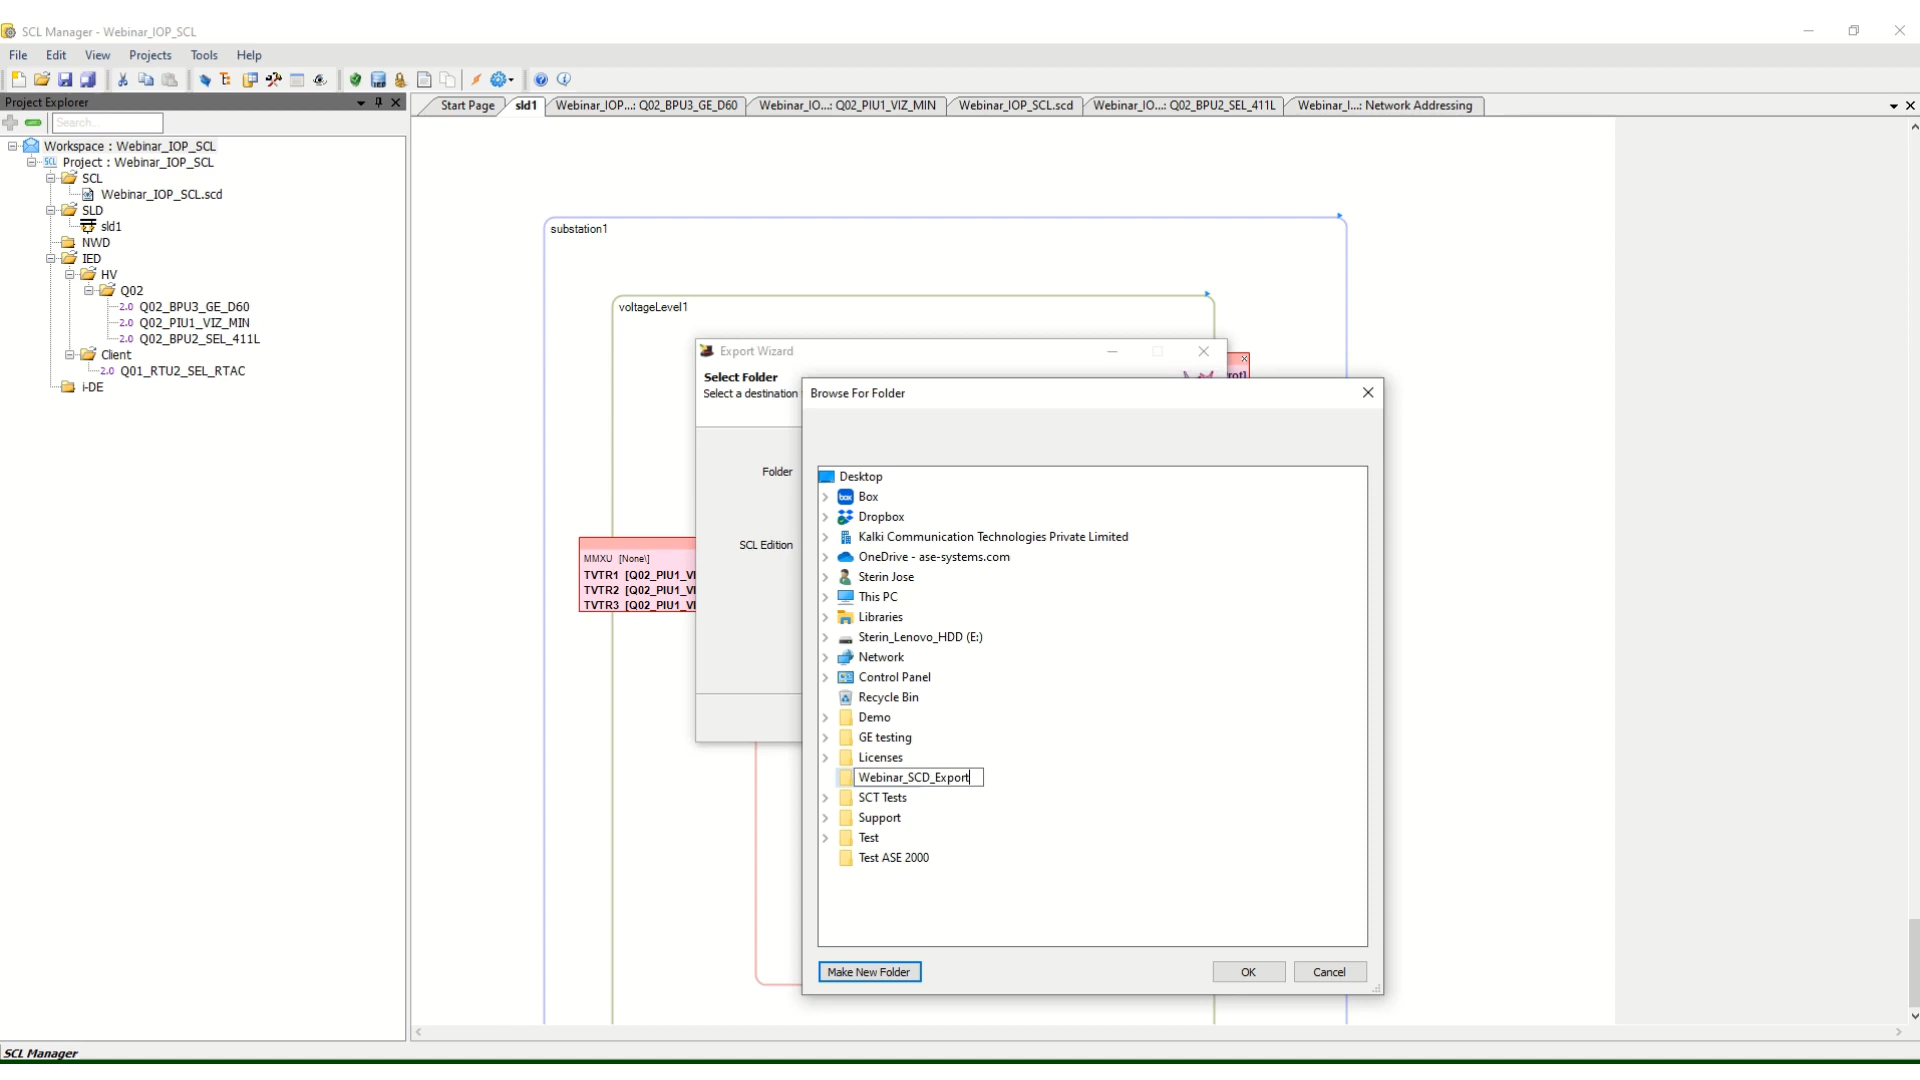 SCL Manager - Webinar_IOP_SCL
File Edit View Projects Tools Help
Project Explorer
Search...
Workspace : Webinar_IOP_SCL
Project : Webinar_IOP_SCL
SCL
Webinar_IOP_SCL.scd
SLD
sld1
NWD
IED
HV
Q02
2.0 Q02_BPU3_GE_D60
2.0 Q02_PIU1_VIZ_MIN
2.0 Q02_BPU2_SEL_411L
Client
2.0 Q01_RTU2_SEL_RTAC
i-DE
Start Page sld1 Webinar_IOP...: Q02_BPU3_GE_D60 Webinar_IO...: Q02_PIU1_VIZ_MIN Webinar_IOP_SCL.scd Webinar_IO...: Q02_BPU2_SEL_411L Webinar_I...: Network Addressing
substation1
voltageLevel1
MMXU [None\]
TVTR1 [Q02_PIU1_VI
TVTR2 [Q02_PIU1_VI
TVTR3 [Q02_PIU1_VI
Export Wizard
Select Folder
Select a destination
Folder
SCL Edition
Browse For Folder
Desktop
Box
Dropbox
Kalki Communication Technologies Private Limited
OneDrive - ase-systems.com
Sterin Jose
This PC
Libraries
Sterin_Lenovo_HDD (E:)
Network
Control Panel
Recycle Bin
Demo
GE testing
Licenses
Webinar_SCD_Export
SCT Tests
Support
Test
Test ASE 2000
Make New Folder OK Cancel
SCL Manager